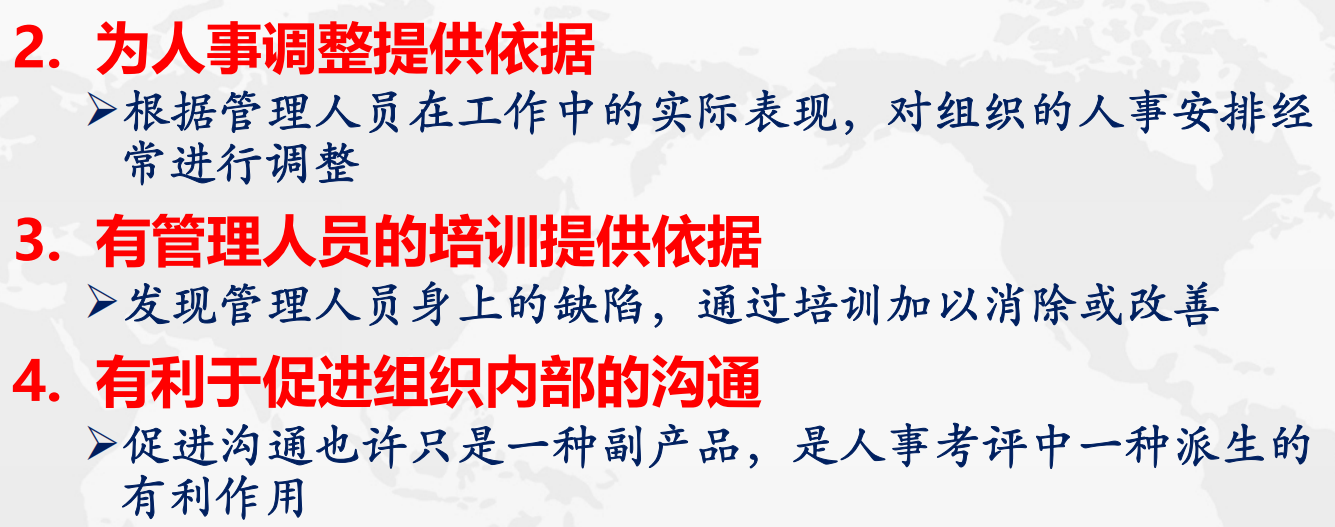 2. 为人事调整提供依据
➢根据管理人员在工作中的实际表现，对组织的人事安排经
常进行调整
3. 有管理人员的培训提供依据
➢发现管理人员身上的缺陷，通过培训加以消除或改善
4. 有利于促进组织内部的沟通
➢促进沟通也许只是一种副产品，是人事考评中一种派生的
有利作用